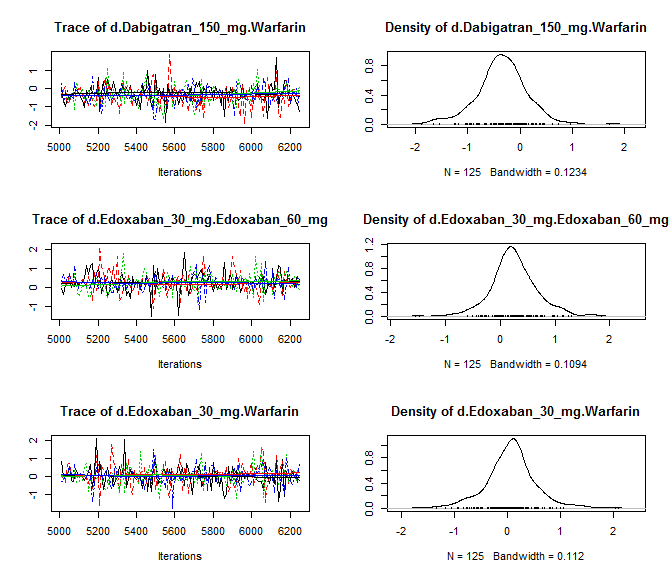 Trace of d.Dabigatran_150_mg.Warfarin
1
0
-1
-2
5000 5200 5400 5600 5800 6000 6200
Iterations
Density of d.Dabigatran_150_mg.Warfarin
0.8
0.4
0.0
-2 -1 0 1 2
N = 125 Bandwidth = 0.1234
Trace of d.Edoxaban_30_mg.Edoxaban_60_mg
2
1
0
-1
5000 5200 5400 5600 5800 6000 6200
Iterations
Density of d.Edoxaban_30_mg.Edoxaban_60_mg
1.2
0.8
0.4
0.0
-2 -1 0 1 2
N = 125 Bandwidth = 0.1094
Trace of d.Edoxaban_30_mg.Warfarin
2
1
0
-1
5000 5200 5400 5600 5800 6000 6200
Iterations
Density of d.Edoxaban_30_mg.Warfarin
0.8
0.4
0.0
-2 -1 0 1 2
N = 125 Bandwidth = 0.112